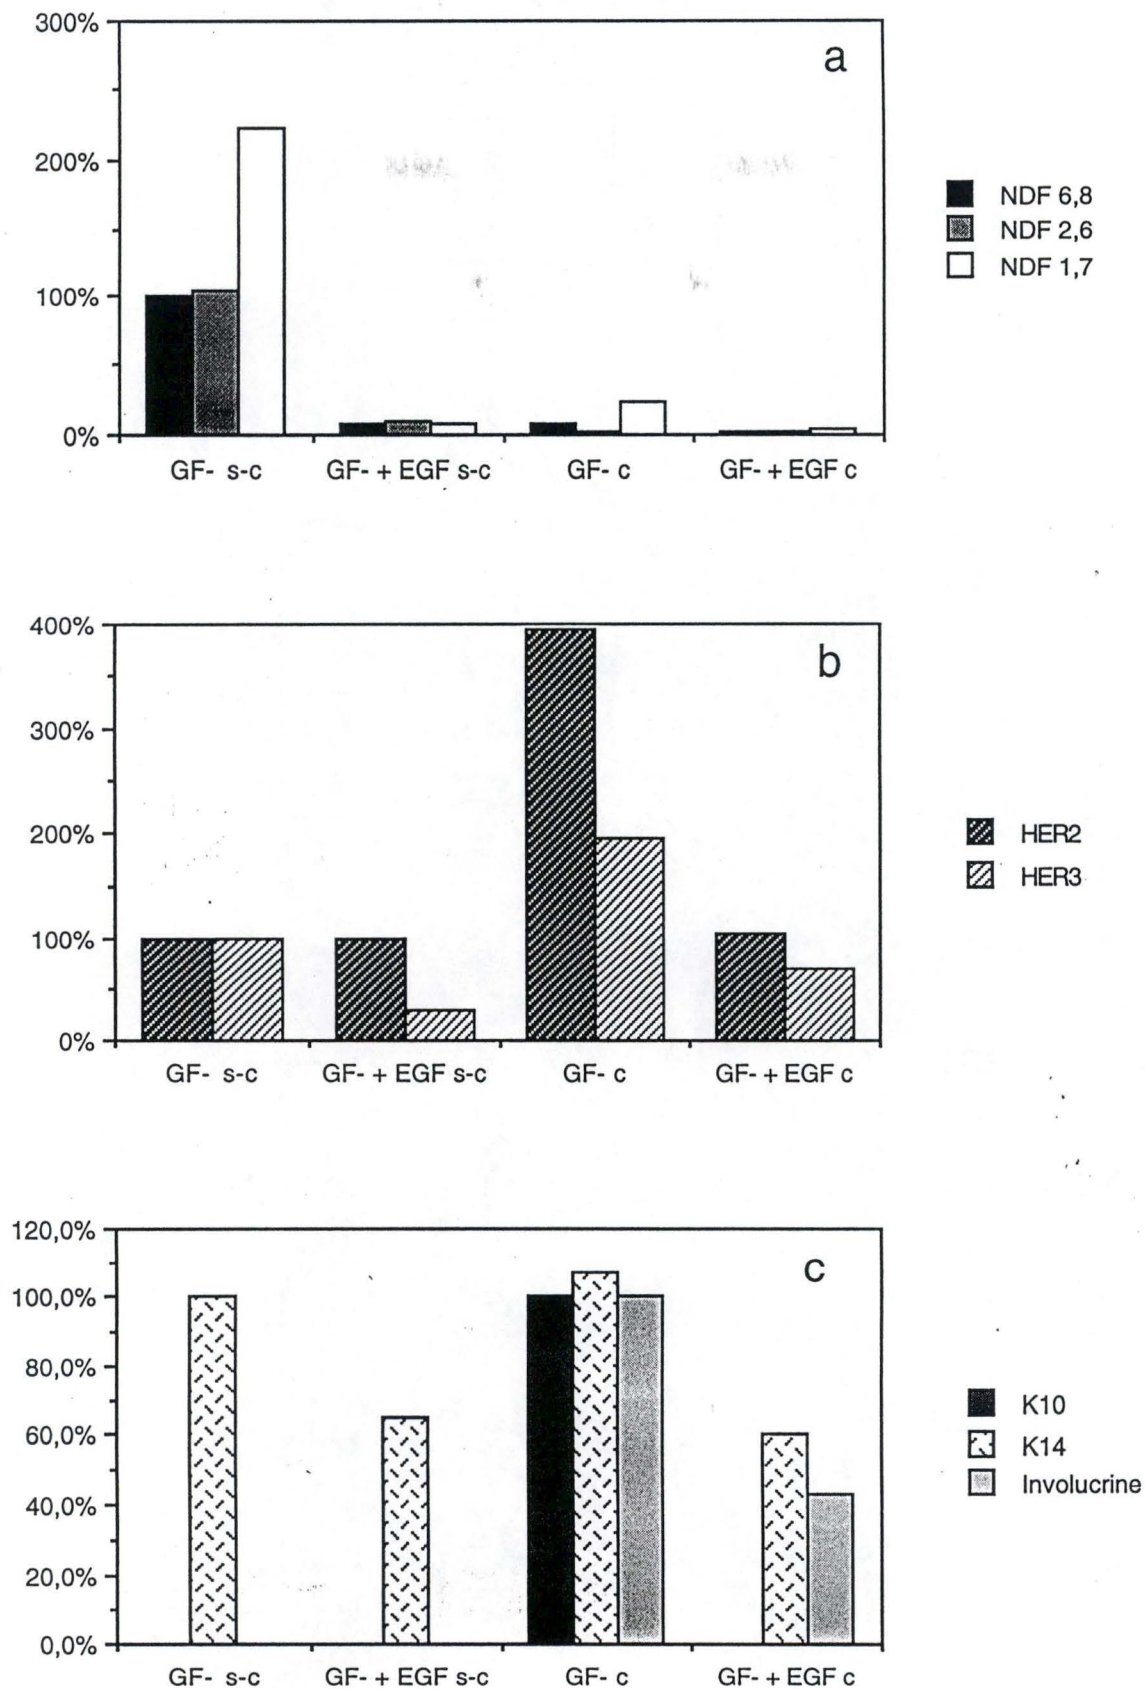 300%
a
200%
100%
0%
GF- s-c
GF- + EGF s-c
GF- c
GF- + EGF c
NDF 6,8
NDF 2,6
NDF 1,7
400%
b
300%
200%
100%
0%
GF- s-c
GF- + EGF s-c
GF- c
GF- + EGF c
HER2
HER3
120,0%
c
100,0%
80,0%
60,0%
40,0%
20,0%
0,0%
GF- s-c
GF- + EGF s-c
GF- c
GF- + EGF c
K10
K14
Involucrine